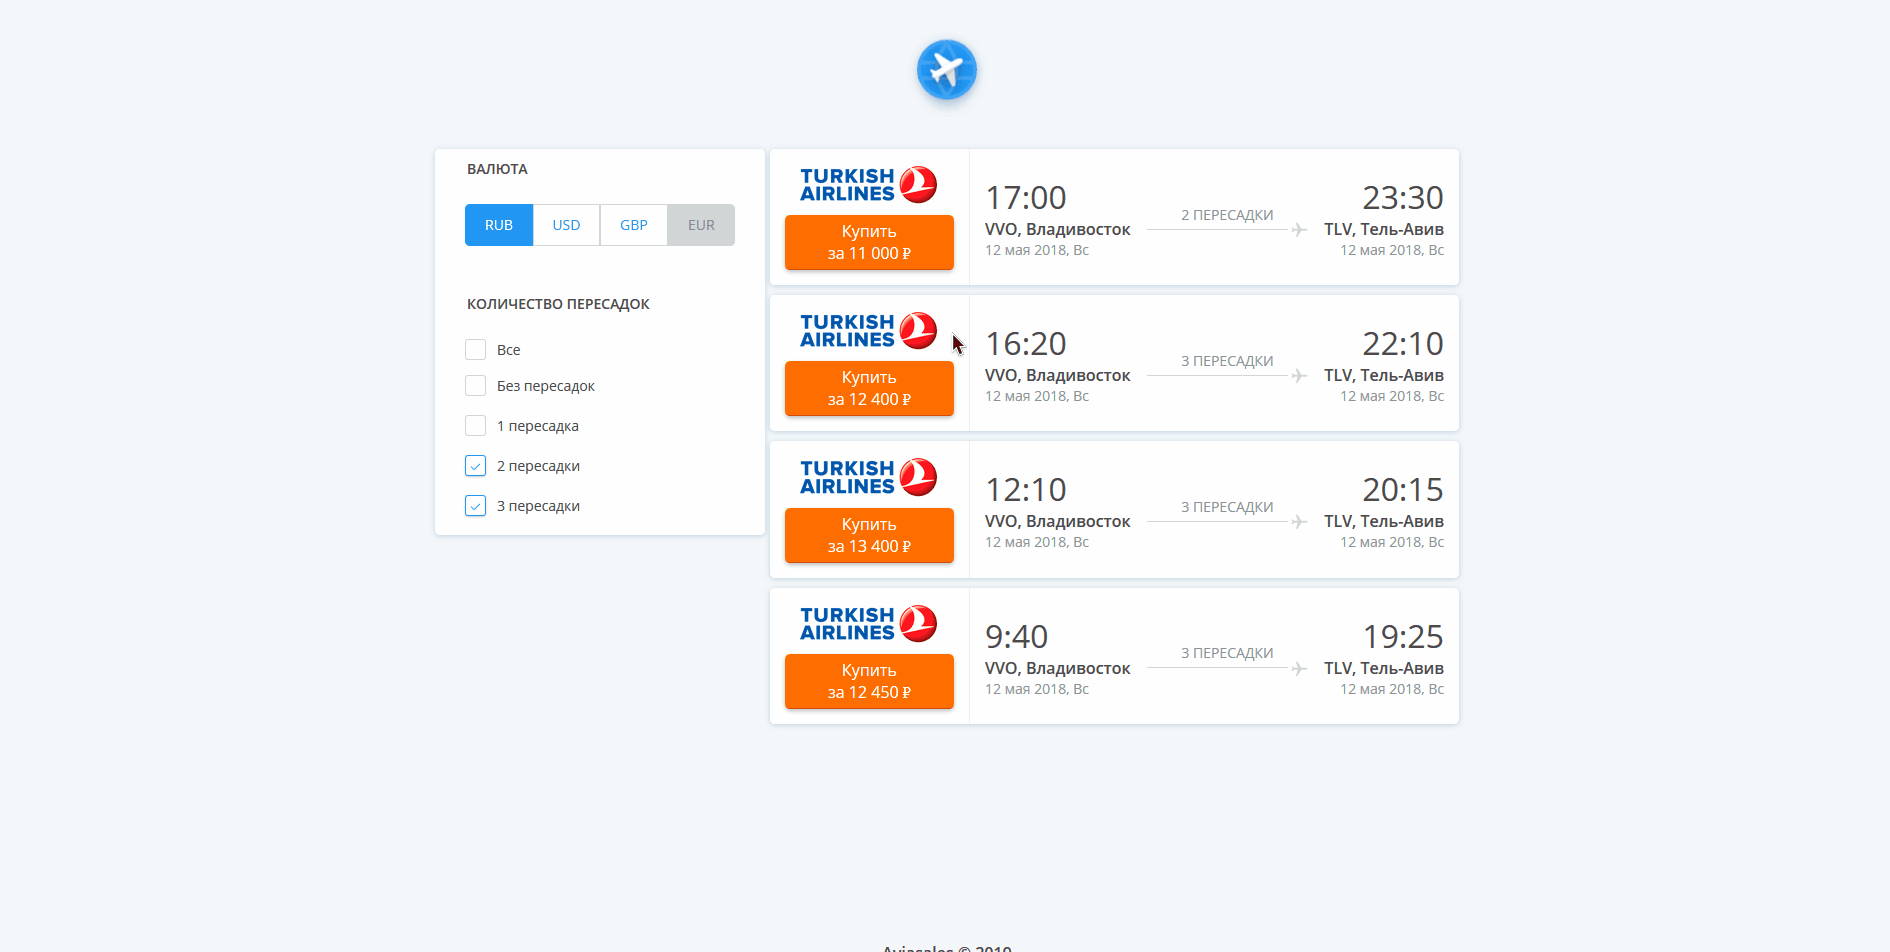 ВАЛЮТА
RUB USD GBP EUR
КОЛИЧЕСТВО ПЕРЕСАДОК
Все
Без пересадок
1 пересадка
2 пересадки
3 пересадки
TURKISH
AIRLINES
Купить
за 11 000 ₽
17:00
VVO, Владивосток
12 мая 2018, Вс
2 ПЕРЕСАДКИ
23:30
TLV, Тель-Авив
12 мая 2018, Вс
TURKISH
AIRLINES
Купить
за 12 400 ₽
16:20
VVO, Владивосток
12 мая 2018, Вс
3 ПЕРЕСАДКИ
22:10
TLV, Тель-Авив
12 мая 2018, Вс
TURKISH
AIRLINES
Купить
за 13 400 ₽
12:10
VVO, Владивосток
12 мая 2018, Вс
3 ПЕРЕСАДКИ
20:15
TLV, Тель-Авив
12 мая 2018, Вс
TURKISH
AIRLINES
Купить
за 12 450 ₽
9:40
VVO, Владивосток
12 мая 2018, Вс
3 ПЕРЕСАДКИ
19:25
TLV, Тель-Авив
12 мая 2018, Вс
Aviasales © 2019